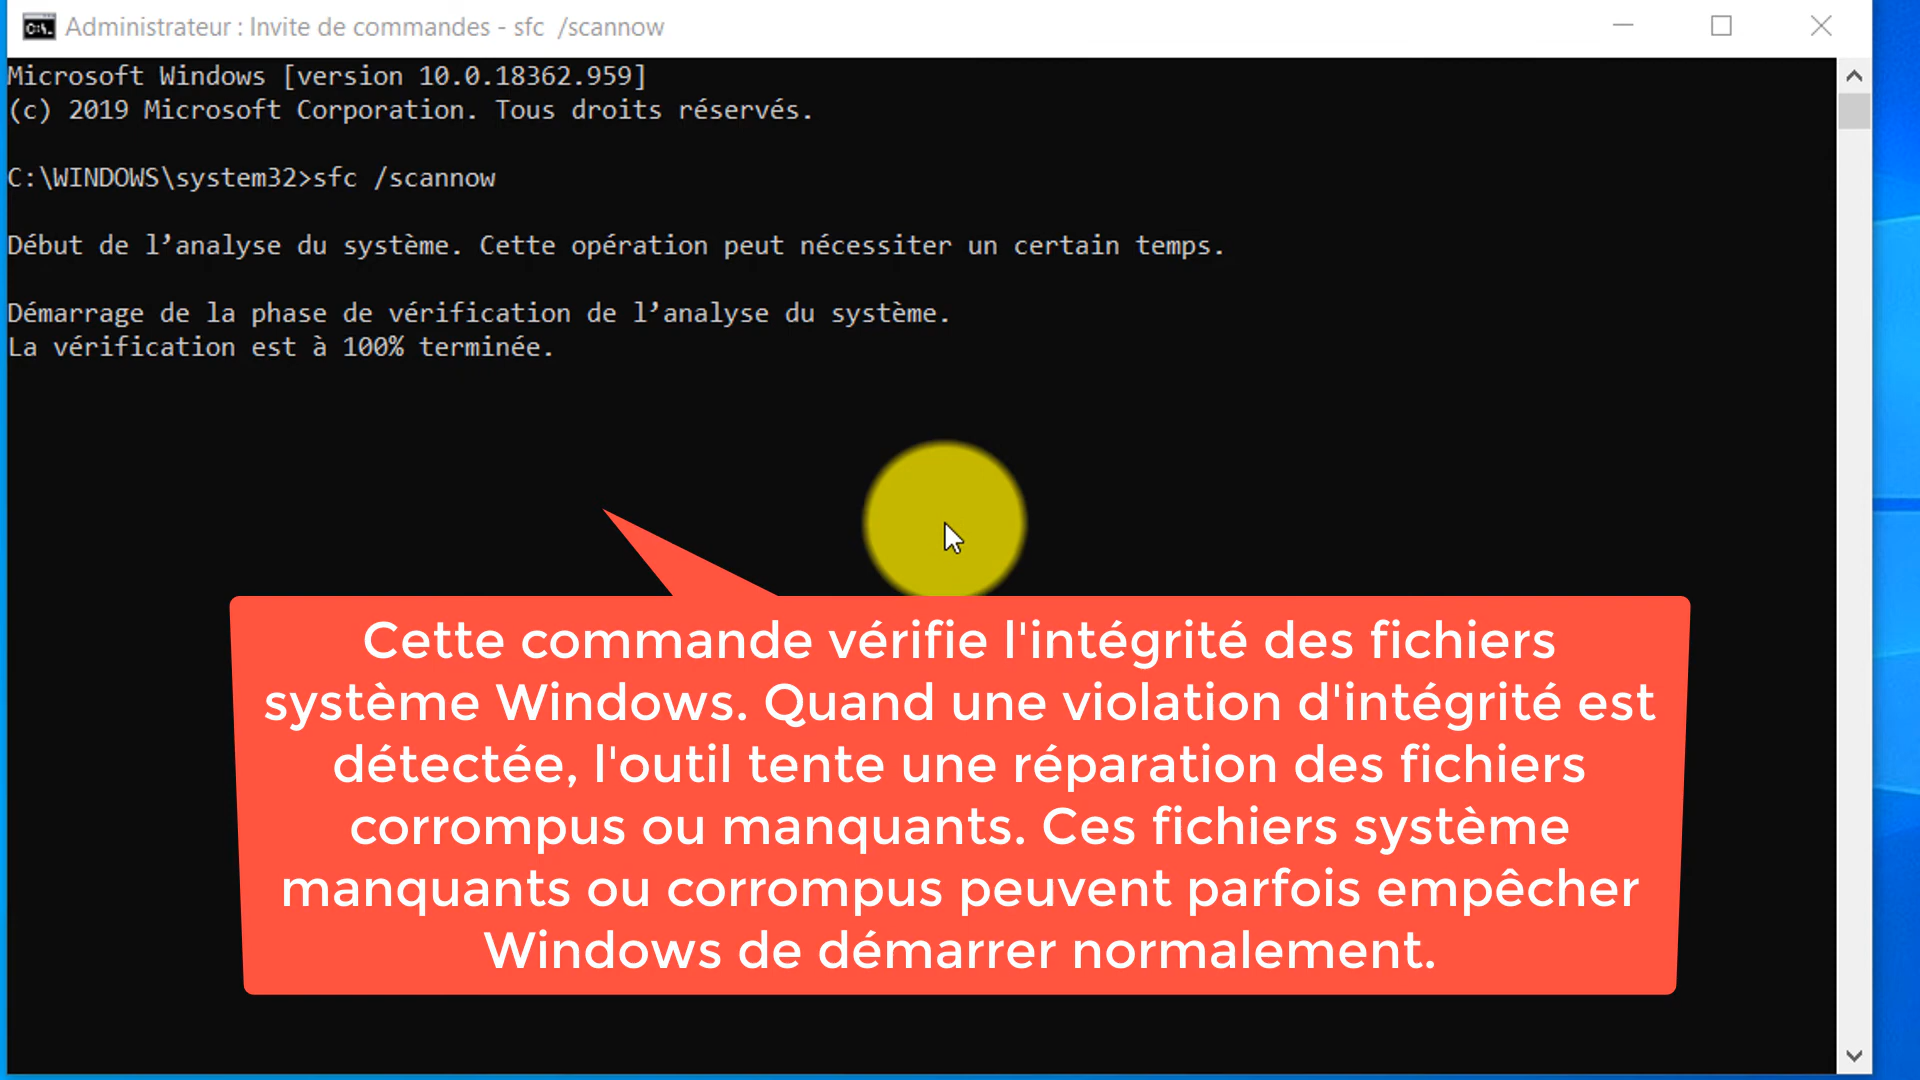 Administrateur : Invite de commandes - sfc  /scannow
Microsoft Windows [version 10.0.18362.959]
(c) 2019 Microsoft Corporation. Tous droits réservés.
C:\WINDOWS\system32>sfc /scannow
Début de l’analyse du système. Cette opération peut nécessiter un certain temps.
Démarrage de la phase de vérification de l’analyse du système.
La vérification est à 100% terminée.
Cette commande vérifie l'intégrité des fichiers
système Windows. Quand une violation d'intégrité est
détectée, l'outil tente une réparation des fichiers
corrompus ou manquants. Ces fichiers système
manquants ou corrompus peuvent parfois empêcher
Windows de démarrer normalement.